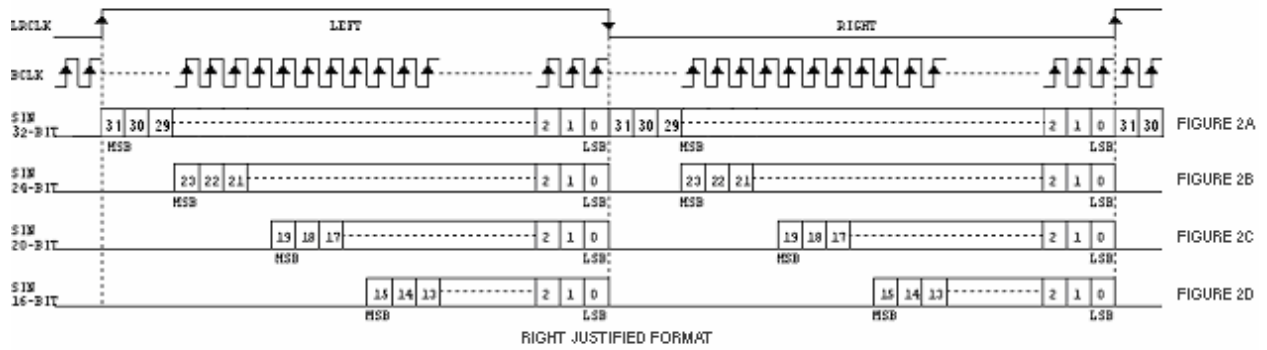 LRCLK LEFT RIGHT
BCLK
SIN 32-BIT 31 30 29 2 1 0 31 30 29 2 1 0 31 30 FIGURE 2A
MSB LSB MSB LSB
SIN 24-BIT 23 22 21 2 1 0 23 22 21 2 1 0 FIGURE 2B
MSB LSB MSB LSB
SIN 20-BIT 19 18 17 2 1 0 19 18 17 2 1 0 FIGURE 2C
MSB LSB MSB LSB
SIN 16-BIT 15 14 13 2 1 0 15 14 13 2 1 0 FIGURE 2D
MSB LSB MSB LSB
RIGHT JUSTIFIED FORMAT